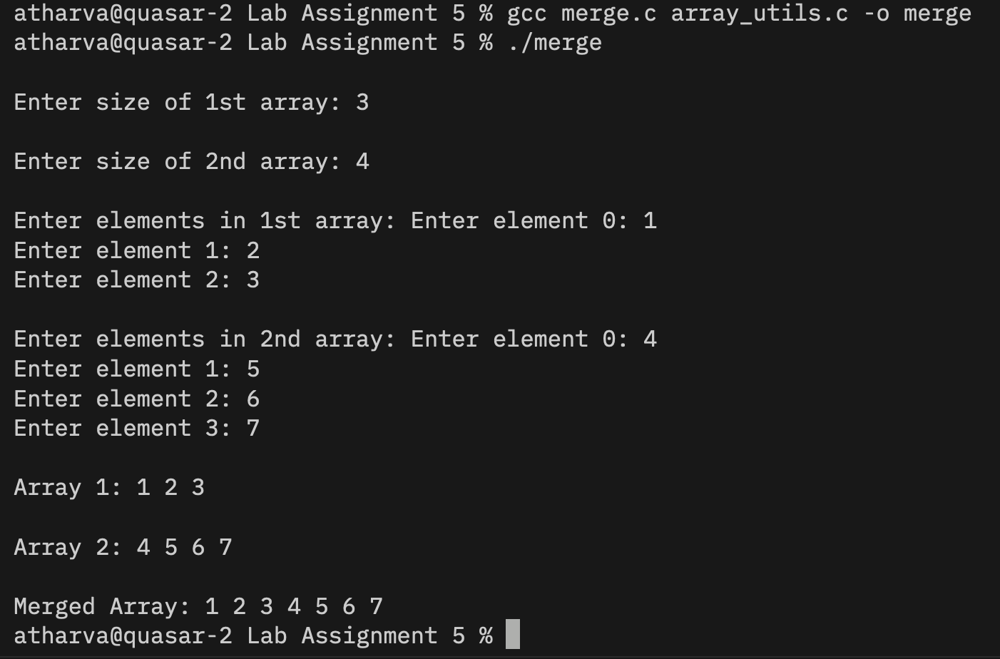 atharva@quasar-2 Lab Assignment 5 % gcc merge.c array_utils.c -o merge
atharva@quasar-2 Lab Assignment 5 % ./merge
Enter size of 1st array: 3
Enter size of 2nd array: 4
Enter elements in 1st array: Enter element 0: 1
Enter element 1: 2
Enter element 2: 3
Enter elements in 2nd array: Enter element 0: 4
Enter element 1: 5
Enter element 2: 6
Enter element 3: 7
Array 1: 1 2 3
Array 2: 4 5 6 7
Merged Array: 1 2 3 4 5 6 7
atharva@quasar-2 Lab Assignment 5 %